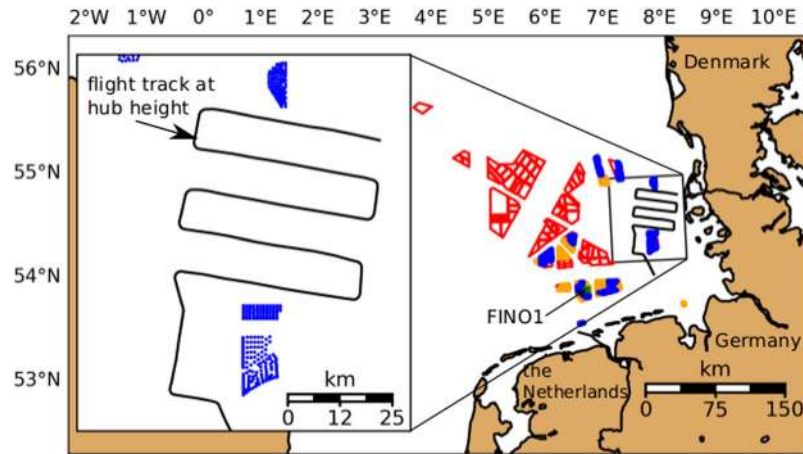 2°W 1°W 0° 1°E 2°E 3°E 4°E 5°E 6°E 7°E 8°E 9°E 10°E
56°N
55°N
54°N
53°N
flight track at
hub height
Denmark
FINO1
Germany
the
Netherlands
km
0 12 25
km
0 75 150